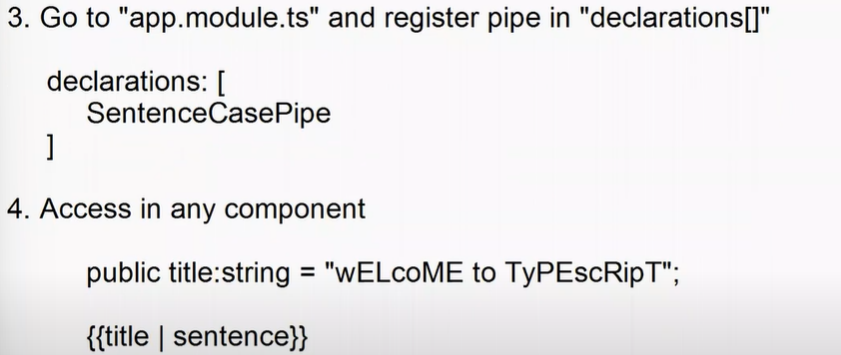 3. Go to "app.module.ts" and register pipe in "declarations[]"
declarations: [
SentenceCasePipe
]
4. Access in any component
public title:string = "wELcoME to TyPEscRipT";
{{title | sentence}}